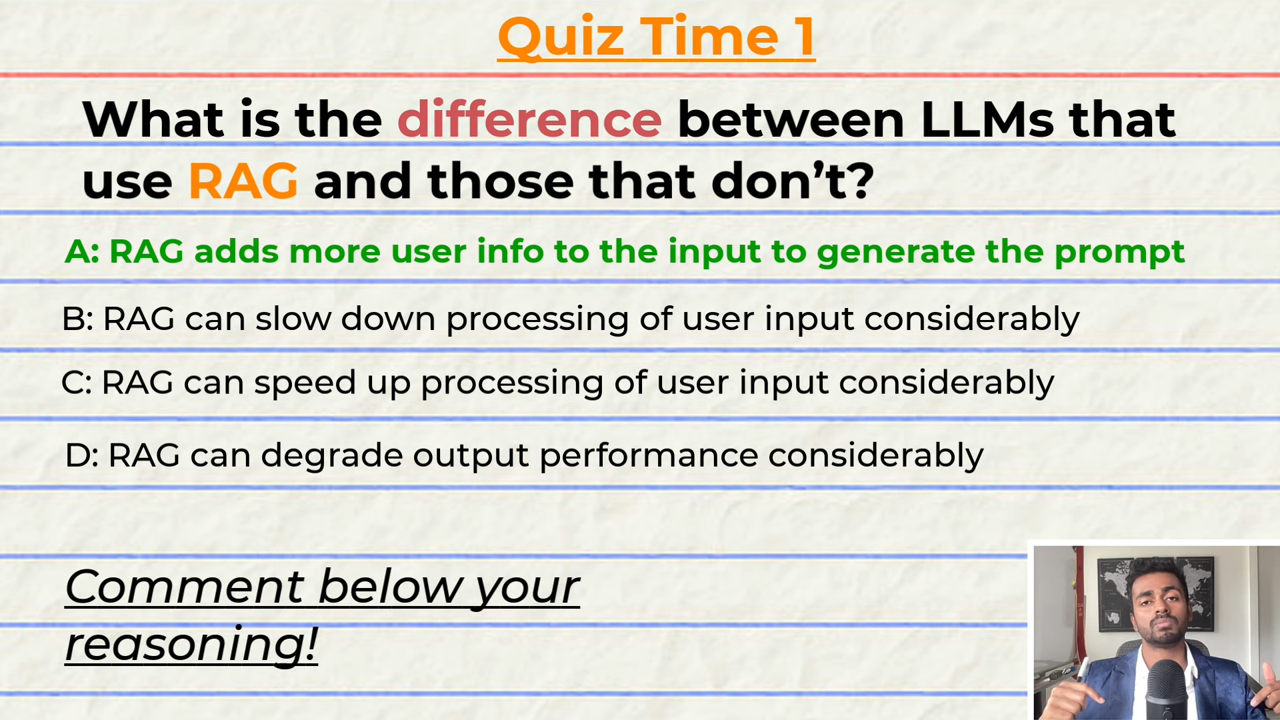 Quiz Time 1
What is the difference between LLMs that
use RAG and those that don’t?
A: RAG adds more user info to the input to generate the prompt
B: RAG can slow down processing of user input considerably
C: RAG can speed up processing of user input considerably
D: RAG can degrade output performance considerably
Comment below your
reasoning!